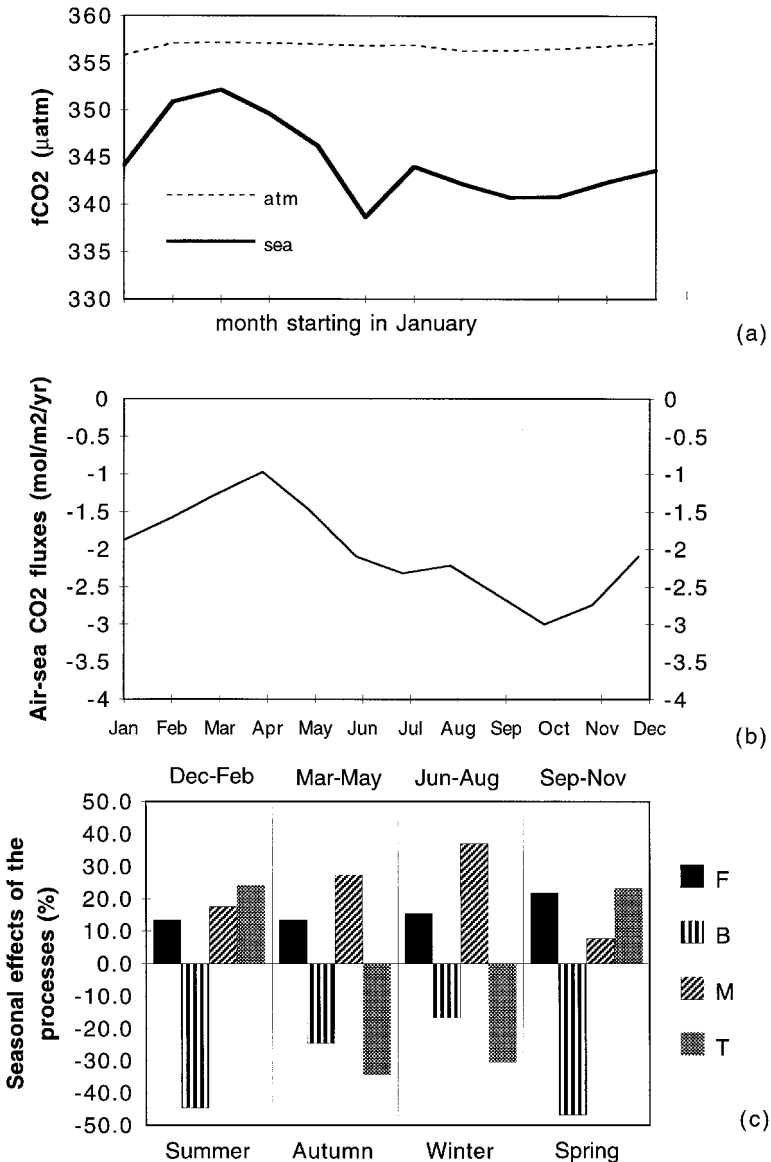 360
355
350
345
340
335
330
fCO2 (µatm)
atm
sea
month starting in January
(a)
0
-0.5
-1
-1.5
-2
-2.5
-3
-3.5
-4
Air-sea CO2 fluxes (mol/m2/yr)
0
-0.5
-1
-1.5
-2
-2.5
-3
-3.5
-4
Jan Feb Mar Apr May Jun Jul Aug Sep Oct Nov Dec
(b)
Dec-Feb Mar-May Jun-Aug Sep-Nov
50.0
40.0
30.0
20.0
10.0
0.0
-10.0
-20.0
-30.0
-40.0
-50.0
Seasonal effects of the
processes (%)
F
B
M
T
Summer Autumn Winter Spring
(c)